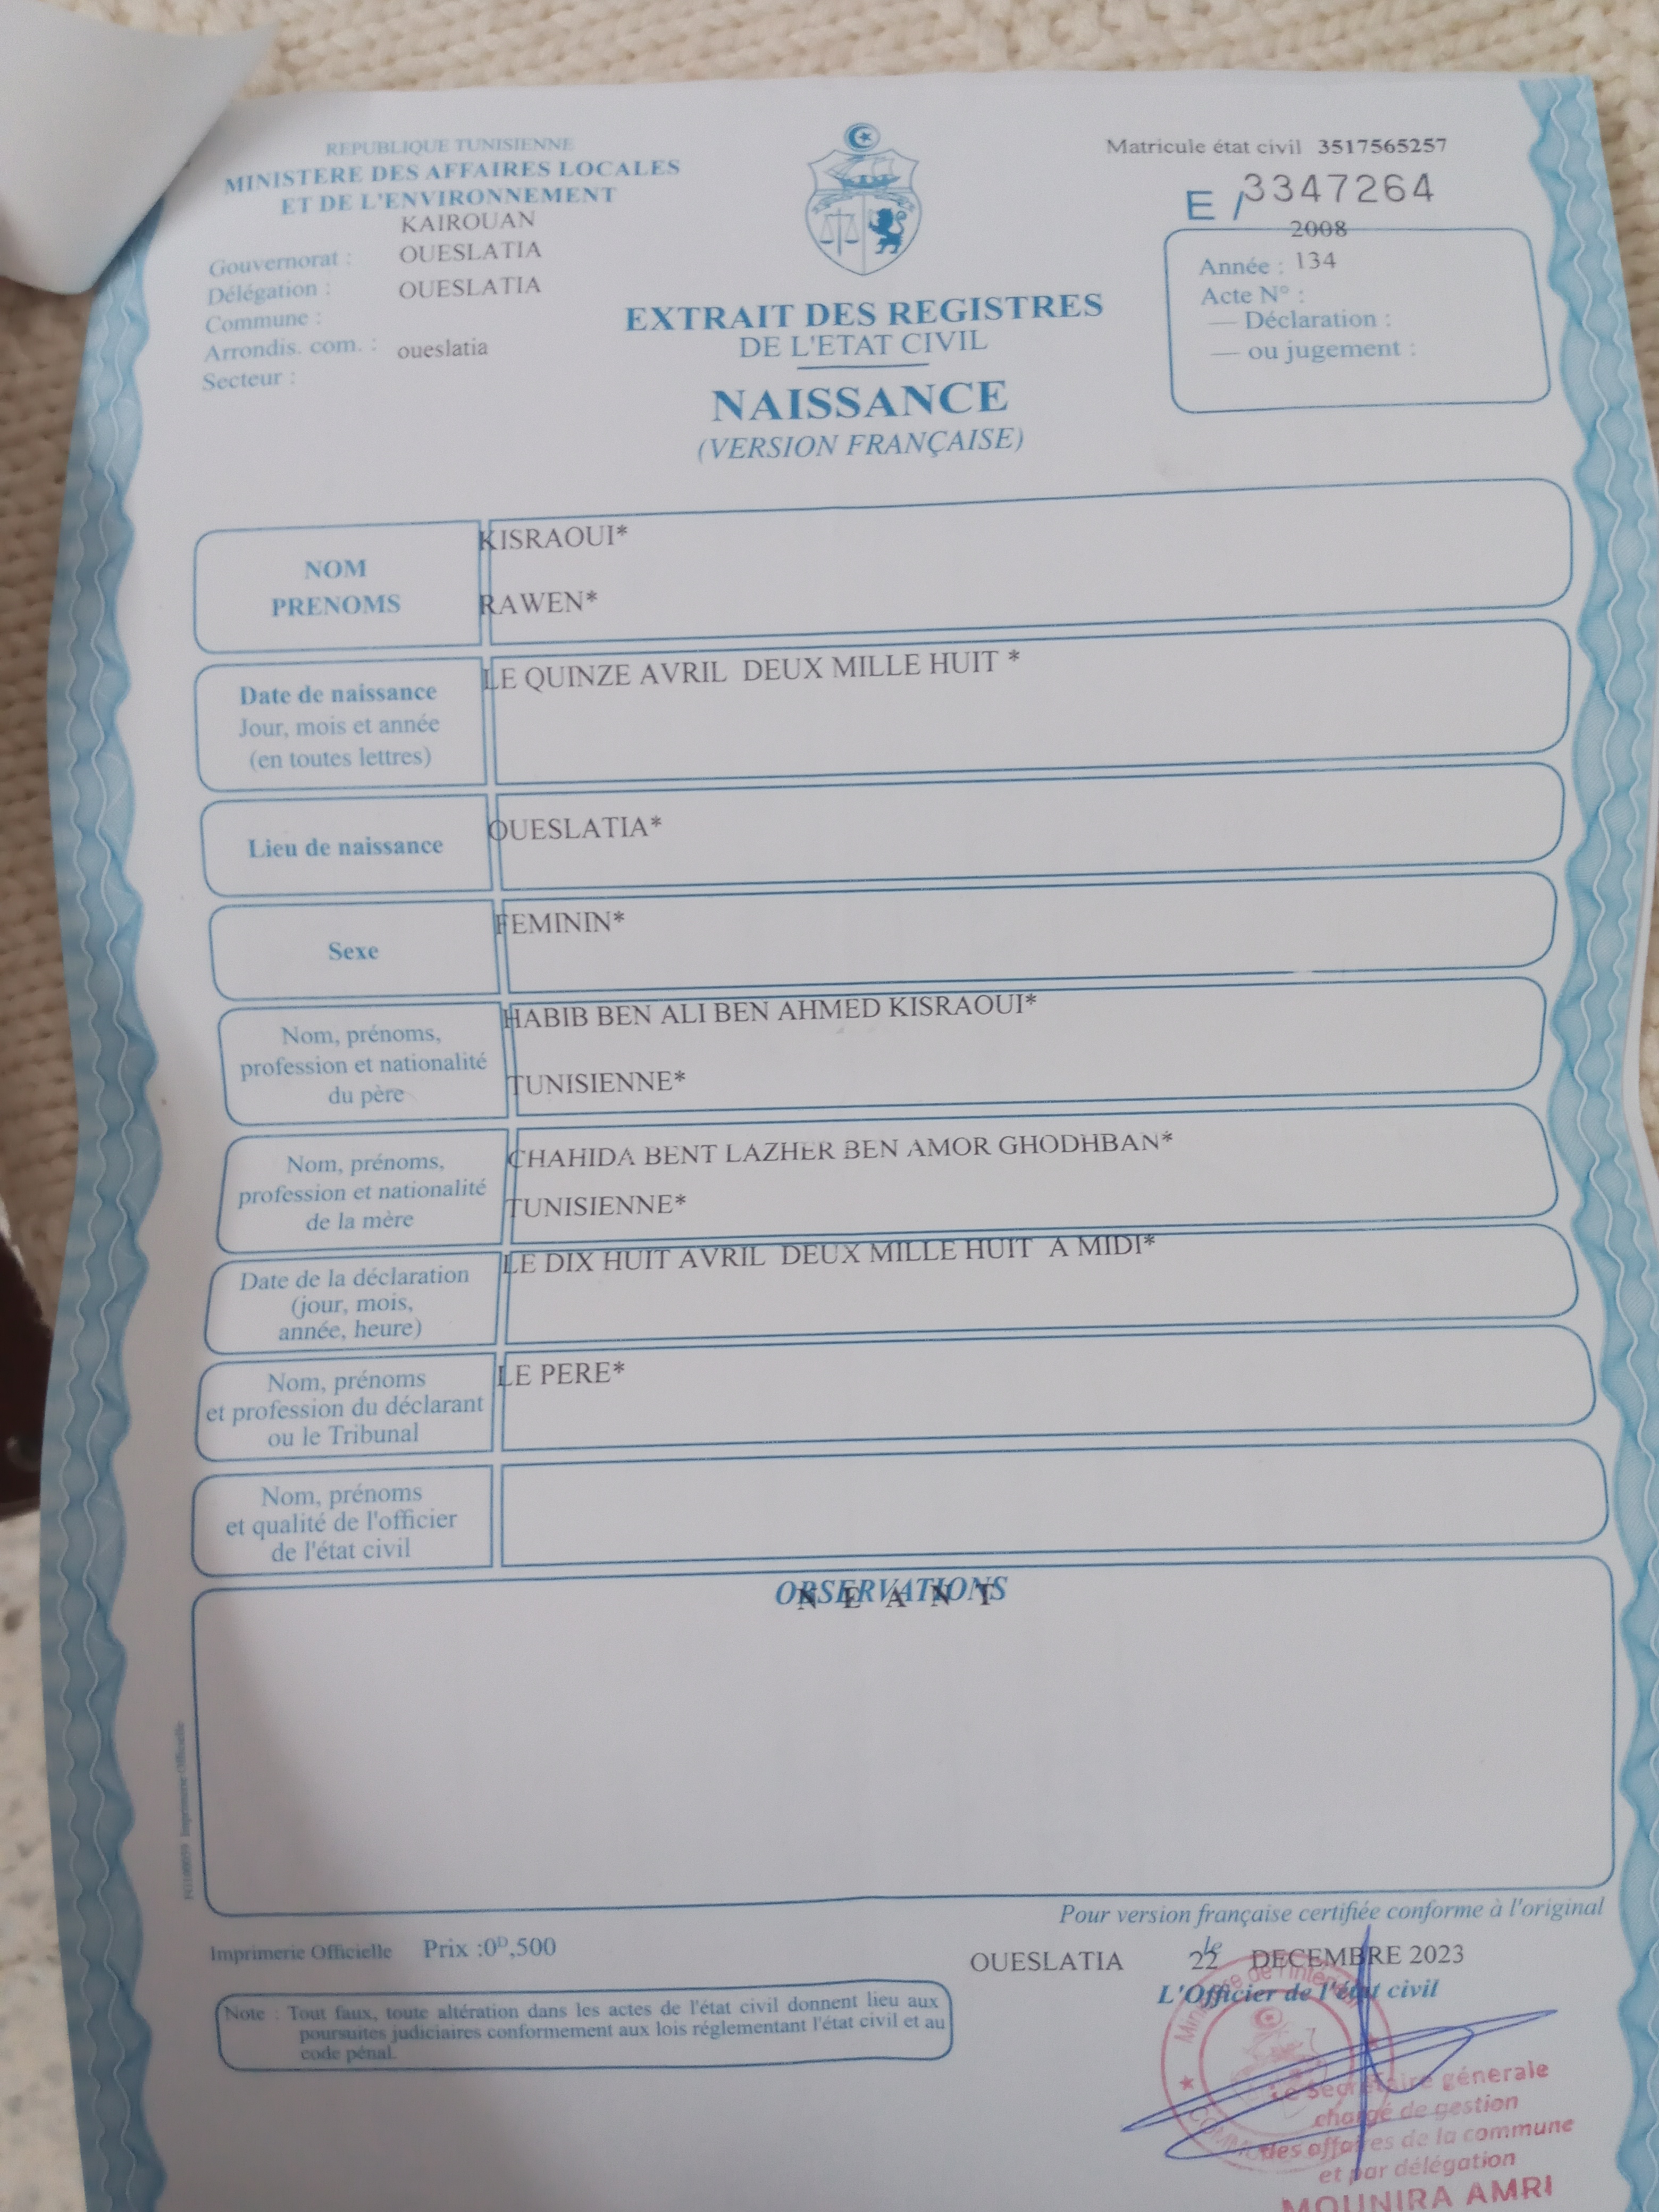 REPUBLIQUE TUNISIENNE
MINISTERE DES AFFAIRES LOCALES
ET DE L'ENVIRONNEMENT
KAIROUAN
Gouvernorat : OUESLATIA
Délégation : OUESLATIA
Commune :
Arrondis. com. : oueslatia
Secteur :
Matricule état civil 3517565257
E / 3347264
2008
Année : 134
Acte N° :
— Déclaration :
— ou jugement :
EXTRAIT DES REGISTRES
DE L'ETAT CIVIL
NAISSANCE
(VERSION FRANÇAISE)
NOM
PRENOMS
KISRAOUI*
RAWEN*
Date de naissance
Jour, mois et année
(en toutes lettres)
LE QUINZE AVRIL DEUX MILLE HUIT *
Lieu de naissance
OUESLATIA*
Sexe
FEMININ*
Nom, prénoms,
profession et nationalité
du père
HABIB BEN ALI BEN AHMED KISRAOUI*
TUNISIENNE*
Nom, prénoms,
profession et nationalité
de la mère
CHAHIDA BENT LAZHER BEN AMOR GHODHBAN*
TUNISIENNE*
Date de la déclaration
(jour, mois,
année, heure)
LE DIX HUIT AVRIL DEUX MILLE HUIT A MIDI*
Nom, prénoms
et profession du déclarant
ou le Tribunal
LE PERE*
Nom, prénoms
et qualité de l'officier
de l'état civil
OBSERVATIONS
N E A N T
Imprimerie Officielle
Pour version française certifiée conforme à l'original
Imprimerie Officielle Prix :0ᴰ,500
OUESLATIA le 22 DECEMBRE 2023
L'Officier de l'état civil
Note : Tout faux, toute altération dans les actes de l'état civil donnent lieu aux
poursuites judiciaires conformement aux lois réglementant l'état civil et au
code pénal.
Ministère de l'Intérieur
Le Secrétaire génerale
chargé de gestion
des affaires de la commune
et par délégation
MOUNIRA AMRI